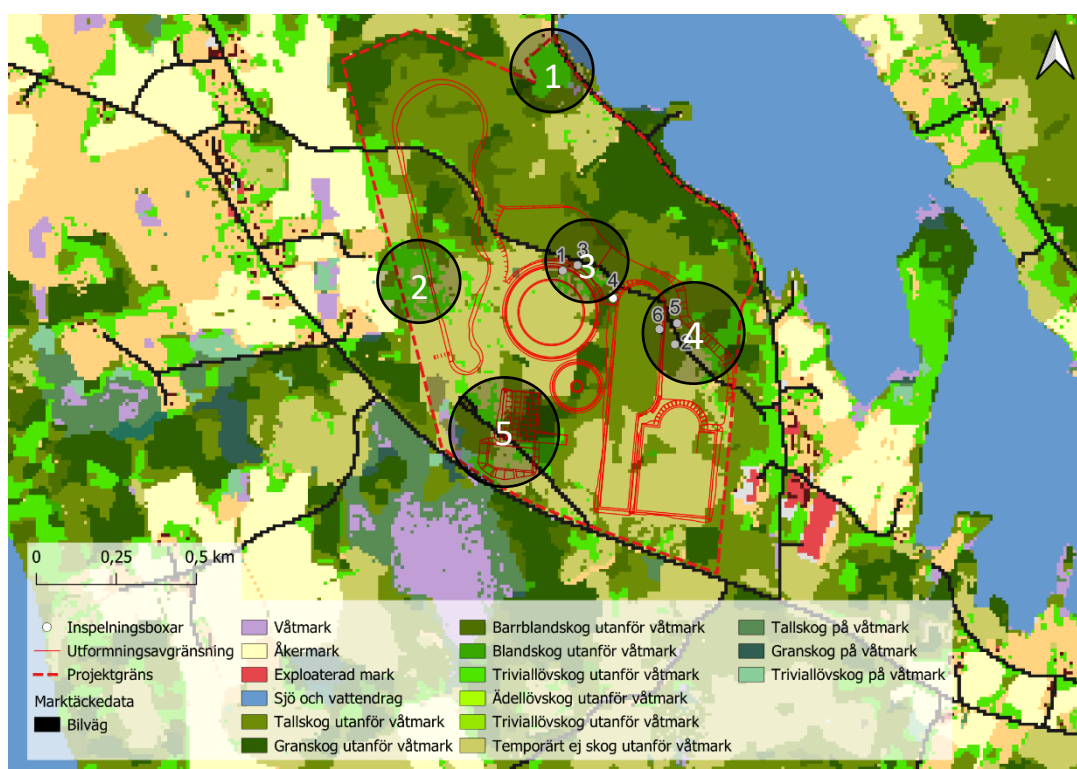 1
2
1
3
3
4
6
5
4
5
0
0,25
0,5 km
Inspelningsboxar
Utformningsavgränsning
Projektgräns
Marktäckedata
Bilväg
Våtmark
Åkermark
Exploaterad mark
Sjö och vattendrag
Tallskog utanför våtmark
Granskog utanför våtmark
Barrblandskog utanför våtmark
Blandskog utanför våtmark
Triviallövskog utanför våtmark
Ädellövskog utanför våtmark
Triviallövskog utanför våtmark
Temporärt ej skog utanför våtmark
Tallskog på våtmark
Granskog på våtmark
Triviallövskog på våtmark